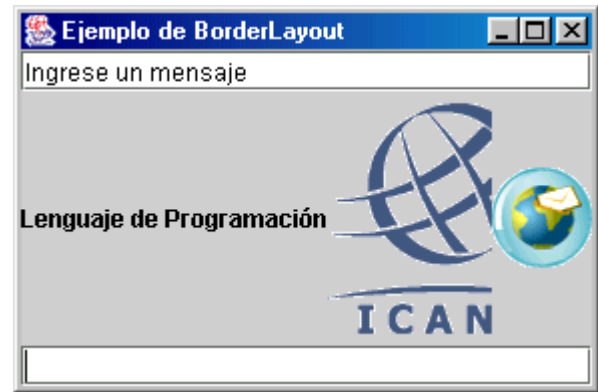 Ejemplo de BorderLayout
Ingrese un mensaje
Lenguaje de Programación
ICAN